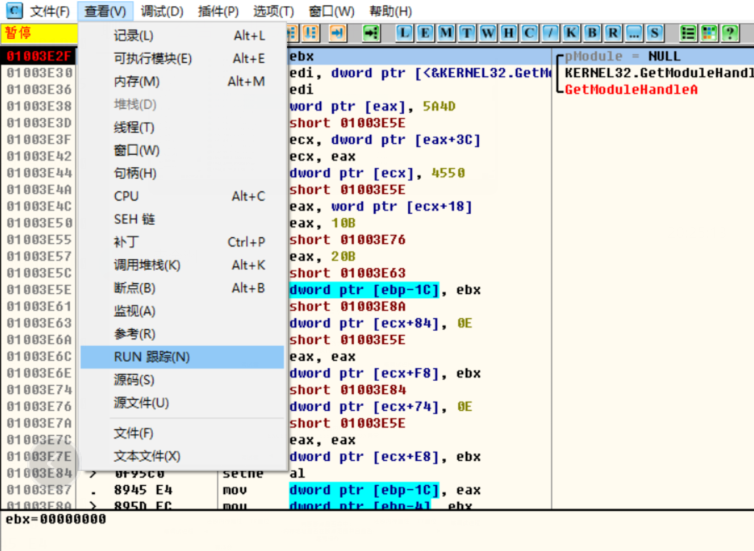 C 文件(F) 查看(V) 调试(D) 插件(P) 选项(T) 窗口(W) 帮助(H)
暂停 L E M T W H C / K B R ... S ?
01003E2F ebx pModule = NULL
01003E30 edi, dword ptr [<&KERNEL32.GetMo KERNEL32.GetModuleHandl
01003E36 edi GetModuleHandleA
01003E38 word ptr [eax], 5A4D
01003E3D short 01003E5E
01003E3F ecx, dword ptr [eax+3C]
01003E42 ecx, eax
01003E44 dword ptr [ecx], 4550
01003E4A short 01003E5E
01003E4C eax, word ptr [ecx+18]
01003E50 eax, 10B
01003E55 short 01003E76
01003E57 eax, 20B
01003E5C short 01003E63
01003E5E dword ptr [ebp-1C], ebx
01003E61 short 01003E8A
01003E63 dword ptr [ecx+84], 0E
01003E6A short 01003E5E
01003E6C eax, eax
01003E6E dword ptr [ecx+F8], ebx
01003E74 short 01003E84
01003E76 dword ptr [ecx+74], 0E
01003E7A short 01003E5E
01003E7C eax, eax
01003E7E dword ptr [ecx+E8], ebx
01003E84 > 0F95C0 setne al
01003E87 . 8945 E4 mov dword ptr [ebp-1C], eax
01003E8A > 895D FC mov dword ptr [ebp-4], ebx
记录(L) Alt+L
可执行模块(E) Alt+E
内存(M) Alt+M
堆栈(D)
线程(T)
窗口(W)
句柄(H)
CPU Alt+C
SEH 链
补丁 Ctrl+P
调用堆栈(K) Alt+K
断点(B) Alt+B
监视(A)
参考(R)
RUN 跟踪(N)
源码(S)
源文件(U)
文件(F)
文本文件(X)
ebx=00000000